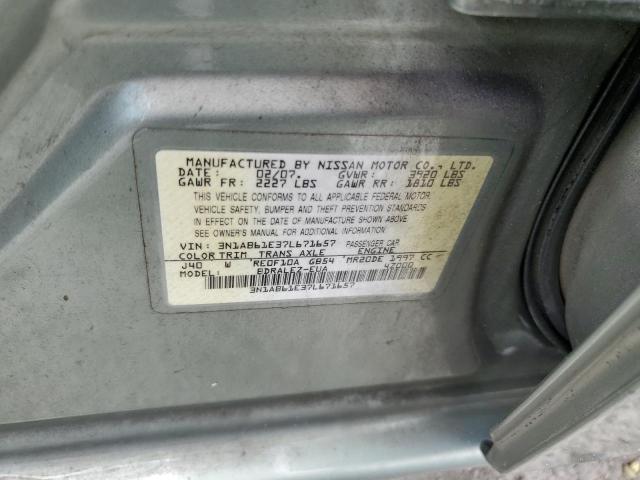 MANUFACTURED BY NISSAN MOTOR CO., LTD.
DATE: 02/07. GVWR: 3920 LBS
GAWR FR: 2227 LBS GAWR RR: 1810 LBS
THIS VEHICLE CONFORMS TO ALL APPLICABLE FEDERAL MOTOR
VEHICLE SAFETY, BUMPER AND THEFT PREVENTION STANDARDS
IN EFFECT ON THE DATE OF MANUFACTURE SHOWN ABOVE.
SEE OWNER'S MANUAL FOR ADDITIONAL INFORMATION.
VIN: 3N1AB61E37L671657 PASSENGER CAR
COLOR TRIM TRANS AXLE ENGINE
J40 W RE0F10A GB54 MR20DE 1997 CC
MODEL: BDRALEZ-EUA 47000
3N1AB61E37L671657